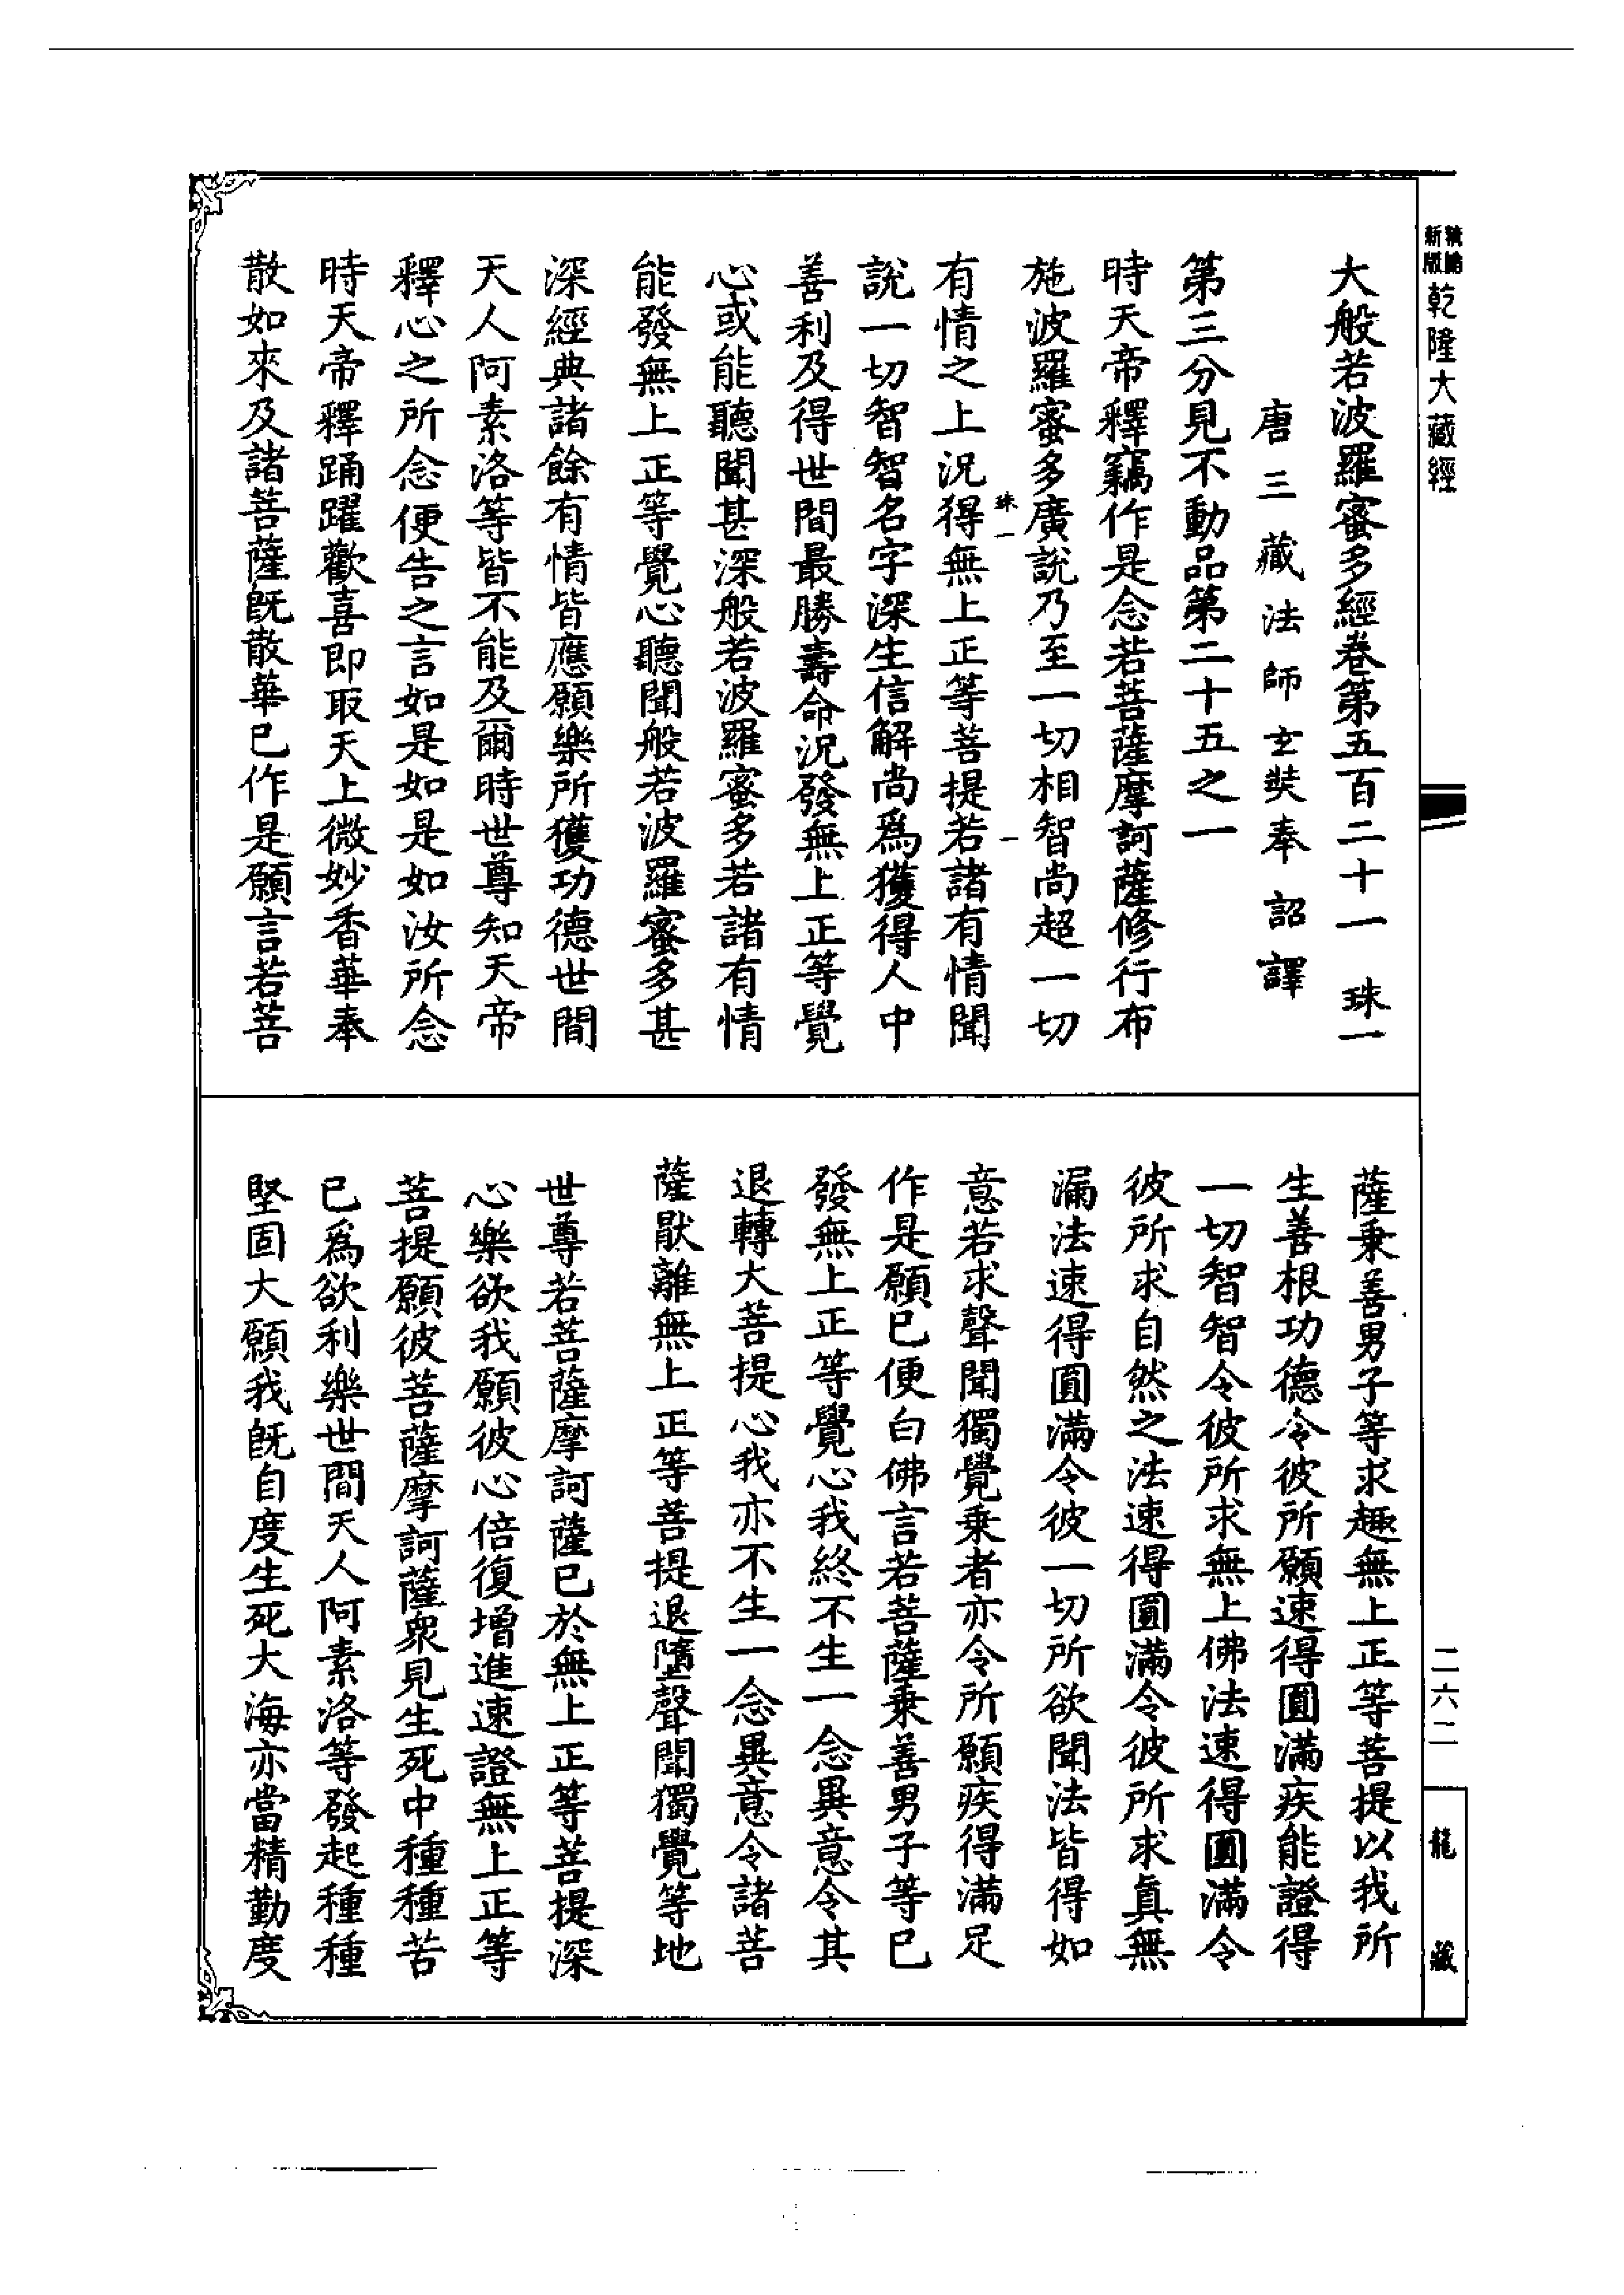 大般若波羅蜜多經卷第五百二十一　珠一
唐三藏法師玄奘奉詔譯
第三分見不動品第二十五之一
時天帝釋竊作是念若菩薩摩訶薩修行布
施波羅蜜多廣說乃至一切相智尚超一切
珠一　一
有情之上況得無上正等菩提若諸有情聞
說一切智智名字深生信解尚爲獲得人中
善利及得世間最勝壽命況發無上正等覺
心或能聽聞甚深般若波羅蜜多若諸有情
能發無上正等覺心聽聞般若波羅蜜多甚
深經典諸餘有情皆應願樂所獲功德世間
天人阿素洛等皆不能及爾時世尊知天帝
釋心之所念便告之言如是如是如汝所念
時天帝釋踊躍歡喜即取天上微妙香華奉
散如來及諸菩薩既散華已作是願言若菩
薩乘善男子等求趣無上正等菩提以我所
生善根功德令彼所願速得圓滿疾能證得
一切智智令彼所求無上佛法速得圓滿令
彼所求自然之法速得圓滿令彼所求眞無
漏法速得圓滿令彼一切所欲聞法皆得如
意若求聲聞獨覺乘者亦令所願疾得滿足
作是願已便白佛言若菩薩乘善男子等已
發無上正等覺心我終不生一念異意令其
退轉大菩提心我亦不生一念異意令諸菩
薩厭離無上正等菩提退墮聲聞獨覺等地
世尊若菩薩摩訶薩已於無上正等菩提深
心樂欲我願彼心倍復增進速證無上正等
菩提願彼菩薩摩訶薩衆見生死中種種苦
已爲欲利樂世間天人阿素洛等發起種種
堅固大願我既自度生死大海亦當精勤度
新版
乾隆大藏經
二六二
龍藏